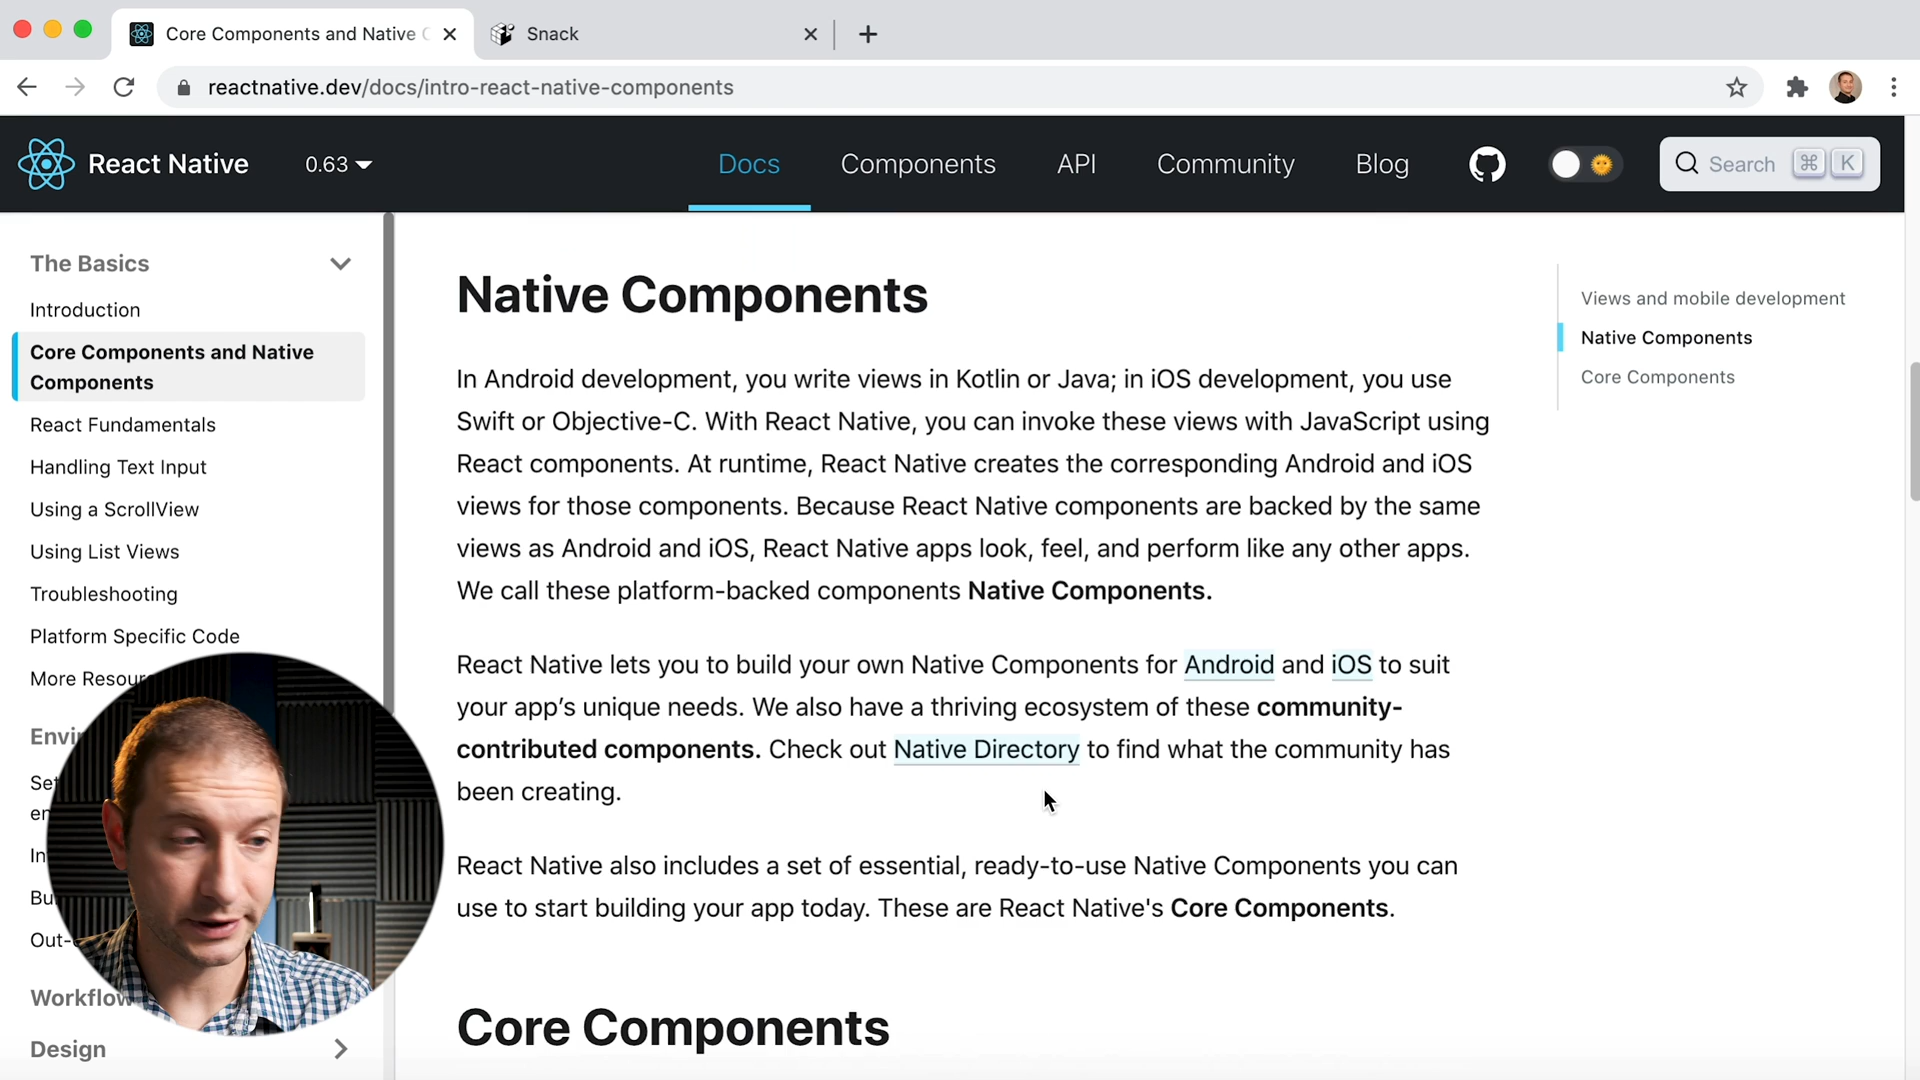 Core Components and Native
Snack
reactnative.dev/docs/intro-react-native-components
React Native
0.63
Docs
Components
API
Community
Blog
Search
⌘
K
The Basics
Introduction
Core Components and Native
Components
React Fundamentals
Handling Text Input
Using a ScrollView
Using List Views
Troubleshooting
Platform Specific Code
More Resour
Envi
Set
en
In
Bu
Out-
Workflow
Design
Native Components
In Android development, you write views in Kotlin or Java; in iOS development, you use
Swift or Objective-C. With React Native, you can invoke these views with JavaScript using
React components. At runtime, React Native creates the corresponding Android and iOS
views for those components. Because React Native components are backed by the same
views as Android and iOS, React Native apps look, feel, and perform like any other apps.
We call these platform-backed components Native Components.
React Native lets you to build your own Native Components for Android and iOS to suit
your app’s unique needs. We also have a thriving ecosystem of these community-
contributed components. Check out Native Directory to find what the community has
been creating.
React Native also includes a set of essential, ready-to-use Native Components you can
use to start building your app today. These are React Native's Core Components.
Core Components
Views and mobile development
Native Components
Core Components